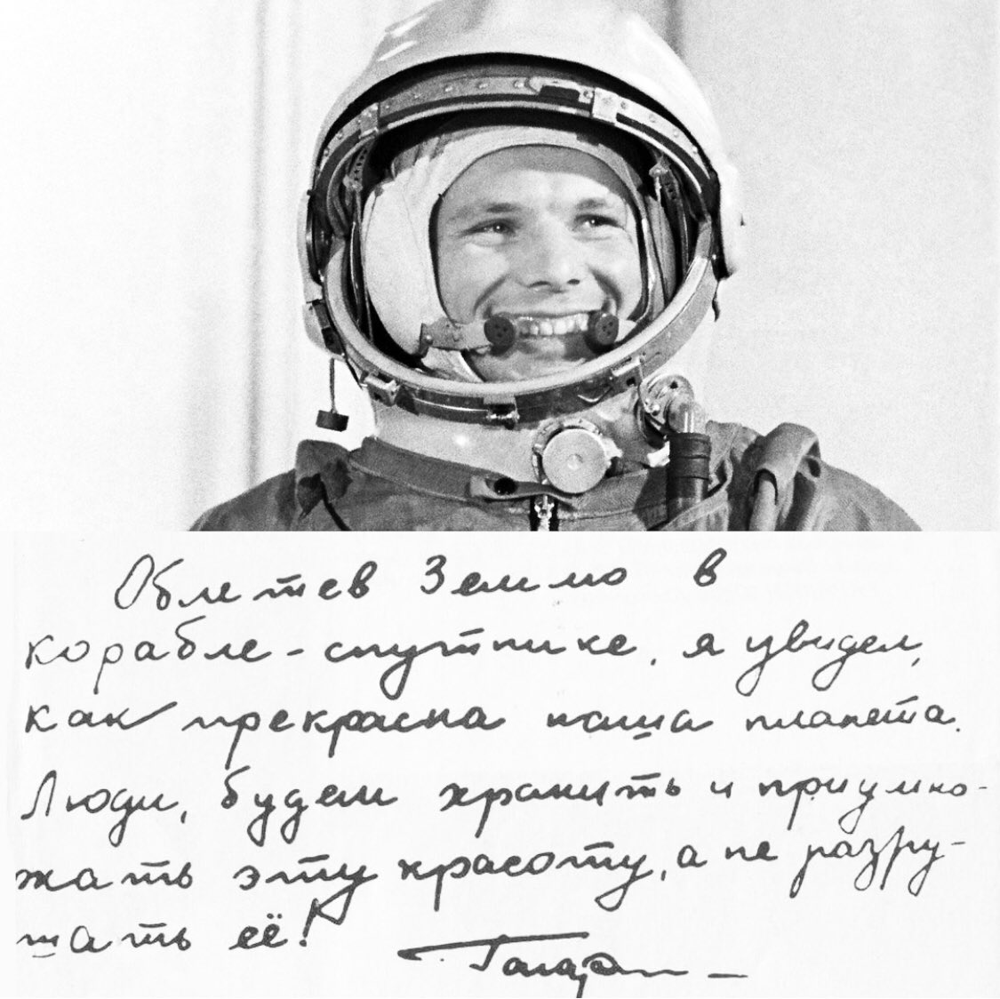 Облетев Землю в
корабле-спутнике, я увидел,
как прекрасна наша планета.
Люди, будем хранить и приумно-
жать эту красоту, а не разру-
шать её!
Гагарин